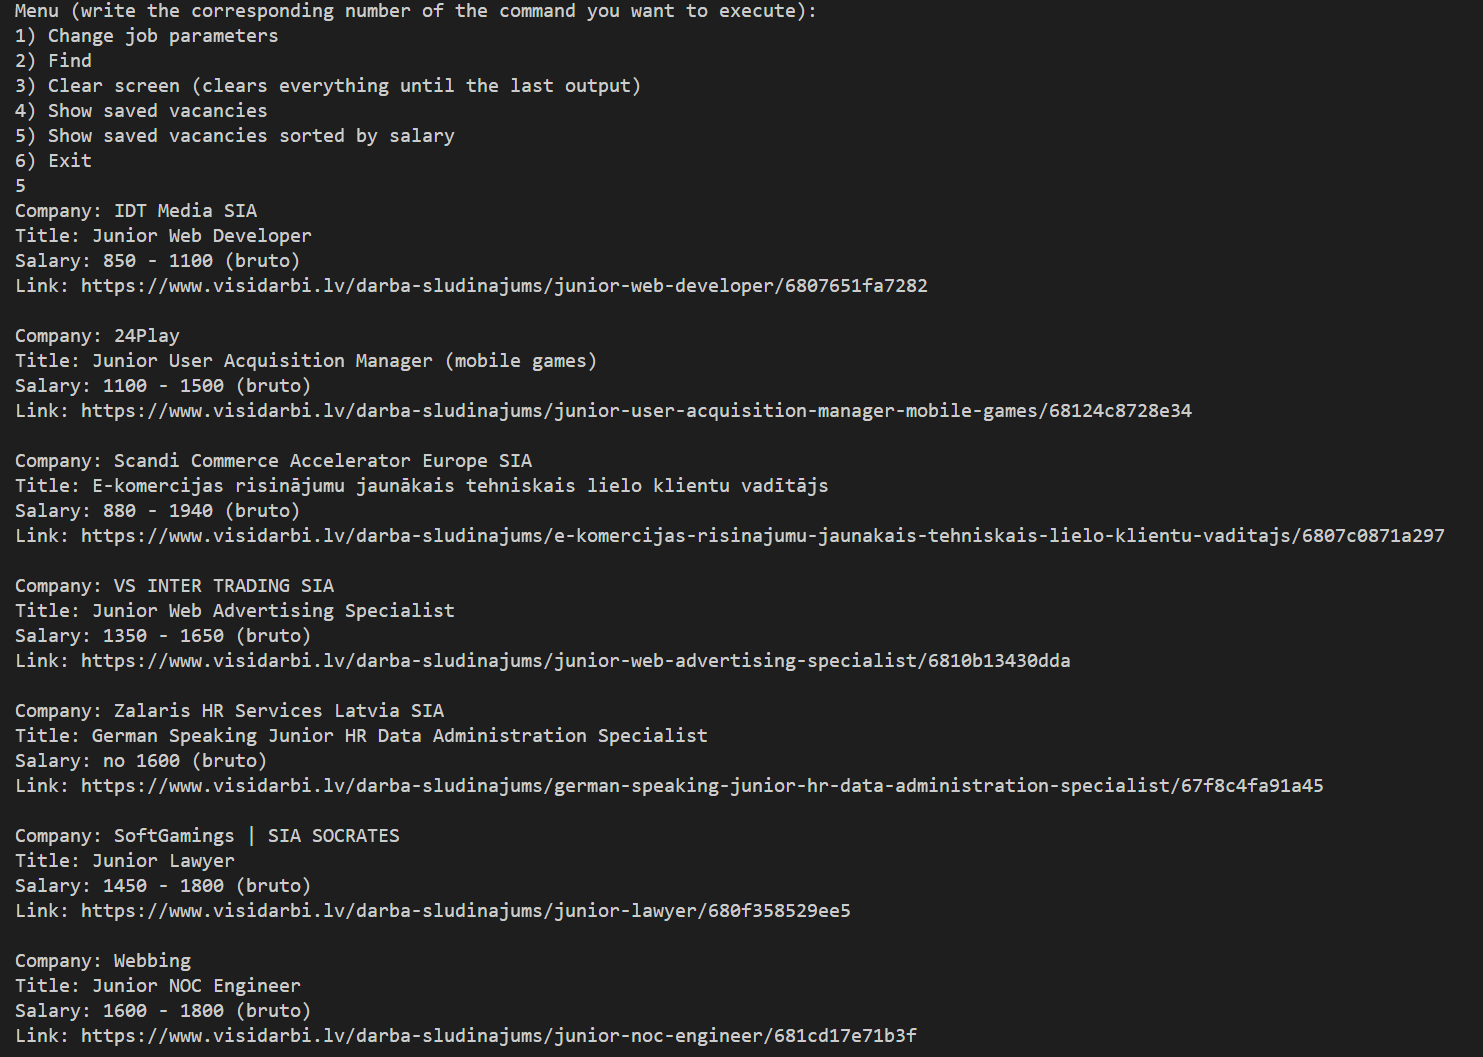 Menu (write the corresponding number of the command you want to execute):
1) Change job parameters
2) Find
3) Clear screen (clears everything until the last output)
4) Show saved vacancies
5) Show saved vacancies sorted by salary
6) Exit
5
Company: IDT Media SIA
Title: Junior Web Developer
Salary: 850 - 1100 (bruto)
Link: https://www.visidarbi.lv/darba-sludinajums/junior-web-developer/6807651fa7282

Company: 24Play
Title: Junior User Acquisition Manager (mobile games)
Salary: 1100 - 1500 (bruto)
Link: https://www.visidarbi.lv/darba-sludinajums/junior-user-acquisition-manager-mobile-games/68124c8728e34

Company: Scandi Commerce Accelerator Europe SIA
Title: E-komercijas risinājumu jaunākais tehniskais lielo klientu vadītājs
Salary: 880 - 1940 (bruto)
Link: https://www.visidarbi.lv/darba-sludinajums/e-komercijas-risinajumu-jaunakais-tehniskais-lielo-klientu-vaditajs/6807c0871a297

Company: VS INTER TRADING SIA
Title: Junior Web Advertising Specialist
Salary: 1350 - 1650 (bruto)
Link: https://www.visidarbi.lv/darba-sludinajums/junior-web-advertising-specialist/6810b13430dda

Company: Zalaris HR Services Latvia SIA
Title: German Speaking Junior HR Data Administration Specialist
Salary: no 1600 (bruto)
Link: https://www.visidarbi.lv/darba-sludinajums/german-speaking-junior-hr-data-administration-specialist/67f8c4fa91a45

Company: SoftGamings | SIA SOCRATES
Title: Junior Lawyer
Salary: 1450 - 1800 (bruto)
Link: https://www.visidarbi.lv/darba-sludinajums/junior-lawyer/680f358529ee5

Company: Webbing
Title: Junior NOC Engineer
Salary: 1600 - 1800 (bruto)
Link: https://www.visidarbi.lv/darba-sludinajums/junior-noc-engineer/681cd17e71b3f